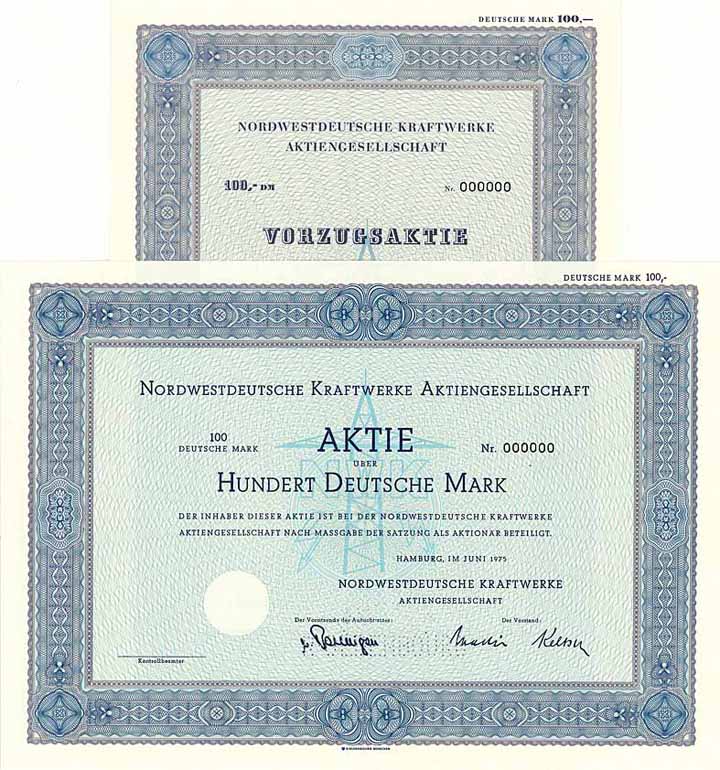 DEUTSCHE MARK 100,—
NORDWESTDEUTSCHE KRAFTWERKE
AKTIENGESELLSCHAFT
100,- DM
Nr. 000000
VORZUGSAKTIE
DEUTSCHE MARK 100,-
NORDWESTDEUTSCHE KRAFTWERKE AKTIENGESELLSCHAFT
100
DEUTSCHE MARK
AKTIE
Nr. 000000
ÜBER
HUNDERT DEUTSCHE MARK
DER INHABER DIESER AKTIE IST BEI DER NORDWESTDEUTSCHE KRAFTWERKE
AKTIENGESELLSCHAFT NACH MASSGABE DER SATZUNG ALS AKTIONÄR BETEILIGT.
HAMBURG, IM JUNI 1975
NORDWESTDEUTSCHE KRAFTWERKE
AKTIENGESELLSCHAFT
Der Vorsitzende des Aufsichtsrates:
Der Vorstand:
Kontrollbeamter